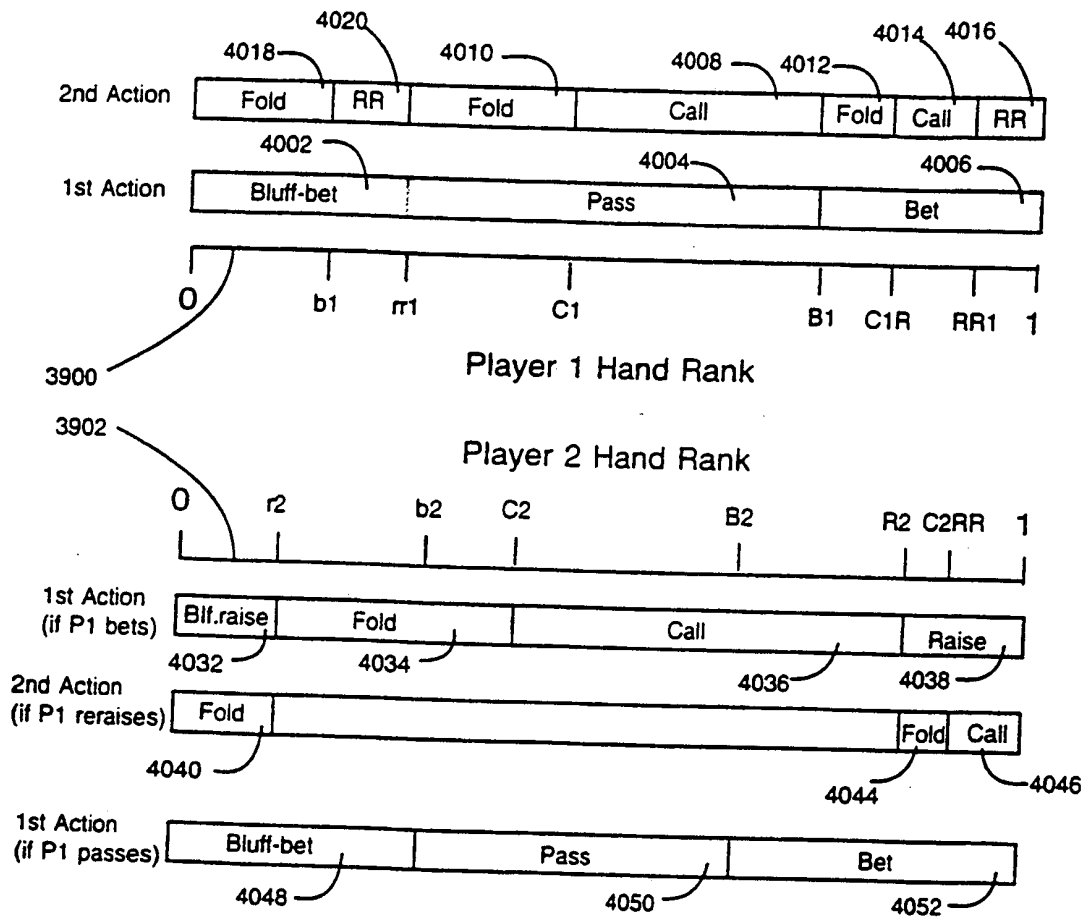 4018
4020
4010
4008
4012
4014
4016
2nd Action
Fold
RR
Fold
Call
Fold
Call
RR
4002
4004
4006
1st Action
Bluff-bet
Pass
Bet
0
b1
rr1
C1
B1
C1R
RR1
1
3900
Player 1 Hand Rank
3902
Player 2 Hand Rank
0
r2
b2
C2
B2
R2
C2RR
1
1st Action
(if P1 bets)
Blf.raise
Fold
Call
Raise
4032
4034
4036
4038
2nd Action
(if P1 reraises)
Fold
Fold
Call
4040
4044
4046
1st Action
(if P1 passes)
Bluff-bet
Pass
Bet
4048
4050
4052